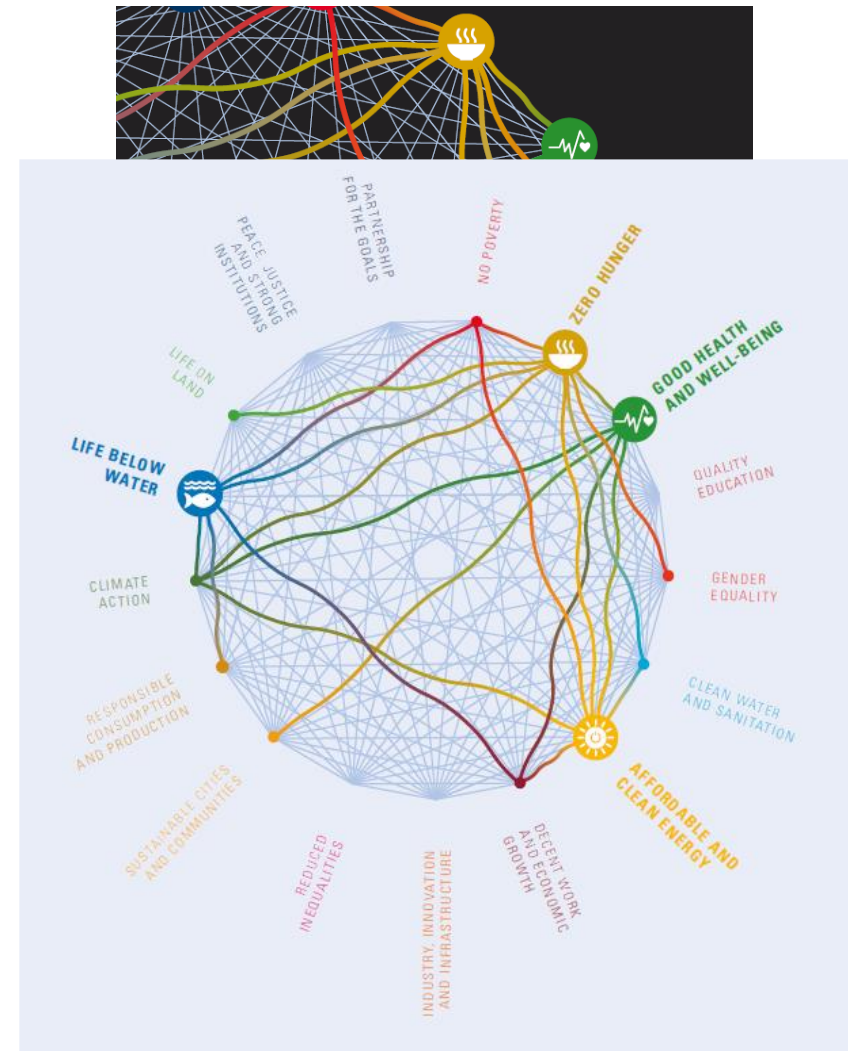 PARTNERSHIP
FOR THE GOALS
NO POVERTY
ZERO HUNGER
GOOD HEALTH
AND WELL-BEING
QUALITY
EDUCATION
GENDER
EQUALITY
CLEAN WATER
AND SANITATION
AFFORDABLE AND
CLEAN ENERGY
DECENT WORK
AND ECONOMIC
GROWTH
INDUSTRY, INNOVATION
AND INFRASTRUCTURE
REDUCED
INEQUALITIES
SUSTAINABLE CITIES
AND COMMUNITIES
RESPONSIBLE
CONSUMPTION
AND PRODUCTION
CLIMATE
ACTION
LIFE BELOW
WATER
LIFE ON
LAND
PEACE, JUSTICE
AND STRONG
INSTITUTIONS